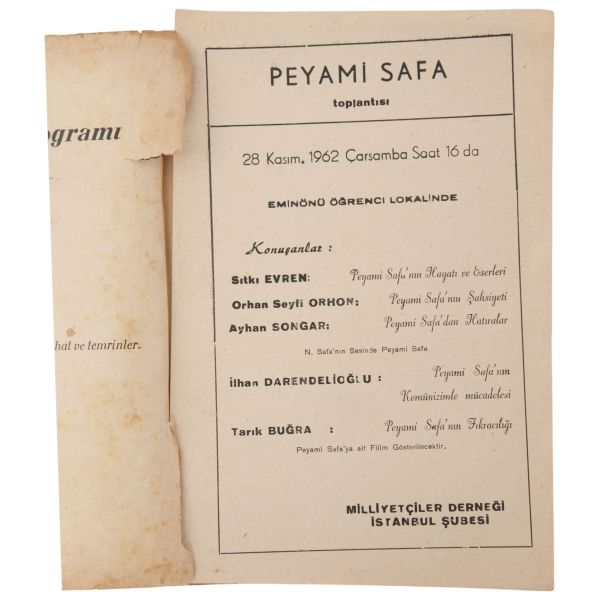 ogramı
hat ve temrinler.
PEYAMİ SAFA
toplantısı
28 Kasım. 1962 Çarsamba Saat 16 da
EMİNÖNÜ ÖĞRENCİ LOKALİNDE
Konuşanlar :
Sıtkı EVREN: Peyami Safa'nın Hayatı ve Eserleri
Orhan Seyfi ORHON: Peyami Safa'nın Şahsiyeti
Ayhan SONGAR: Peyami Safa'dan Hatıralar
N. Safa'nın Sesinde Peyami Safa
İlhan DARENDELİOĞLU : Peyami Safa'nın
Komünizimle mücadelesi
Tarık BUĞRA : Peyami Safa'nın Fıkracılığı
Peyami Safa'ya ait Filim Gösterilecektir.
MİLLİYETÇİLER DERNEĞİ
İSTANBUL ŞUBESİ